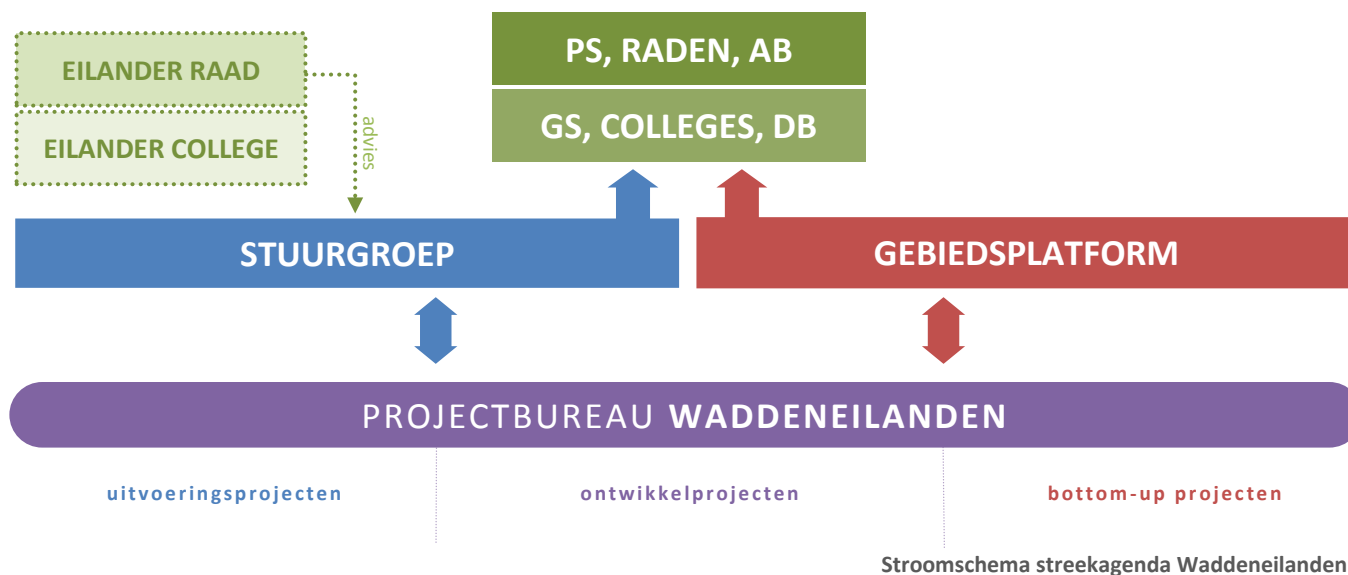 EILANDER RAAD
EILANDER COLLEGE
advies
PS, RADEN, AB
GS, COLLEGES, DB
STUURGROEP
GEBIEDSPLATFORM
PROJECTBUREAU WADDENEILANDEN
uitvoeringsprojecten
ontwikkelprojecten
bottom-up projecten
Stroomschema streekagenda Waddeneilanden